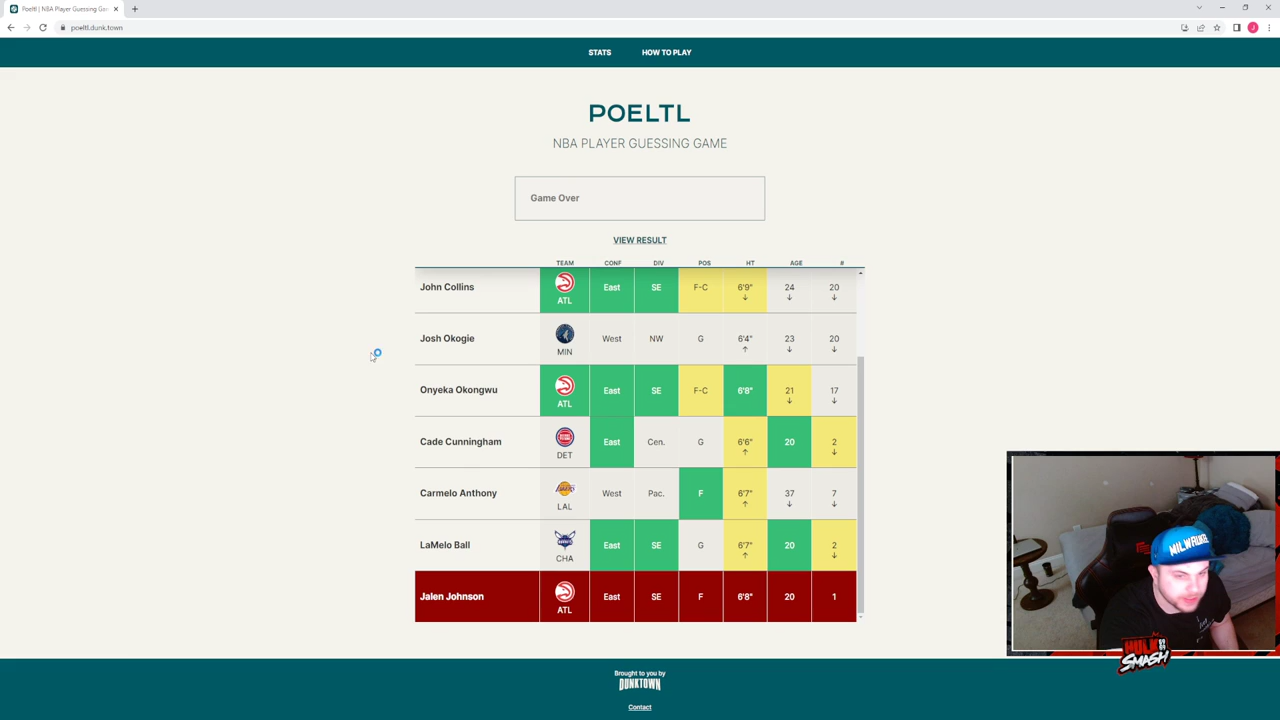 Poeltl | NBA Player Guessing Gam
poeltl.dunk.town
STATS HOW TO PLAY
POELTL
NBA PLAYER GUESSING GAME
Game Over
VIEW RESULT
TEAM CONF DIV POS HT AGE #
John Collins ATL East SE F-C 6'9" ↓ 24 ↓ 20 ↓
Josh Okogie MIN West NW G 6'4" ↑ 23 ↓ 20 ↓
Onyeka Okongwu ATL East SE F-C 6'8" 21 ↓ 17 ↓
Cade Cunningham DET East Cen. G 6'6" ↑ 20 2 ↓
Carmelo Anthony LAL West Pac. F 6'7" ↑ 37 ↓ 7 ↓
LaMelo Ball CHA East SE G 6'7" ↑ 20 2 ↓
Jalen Johnson ATL East SE F 6'8" 20 1
MILWAUKE
HULK
SMASH
Brought to you by
DUNKTOWN
Contact